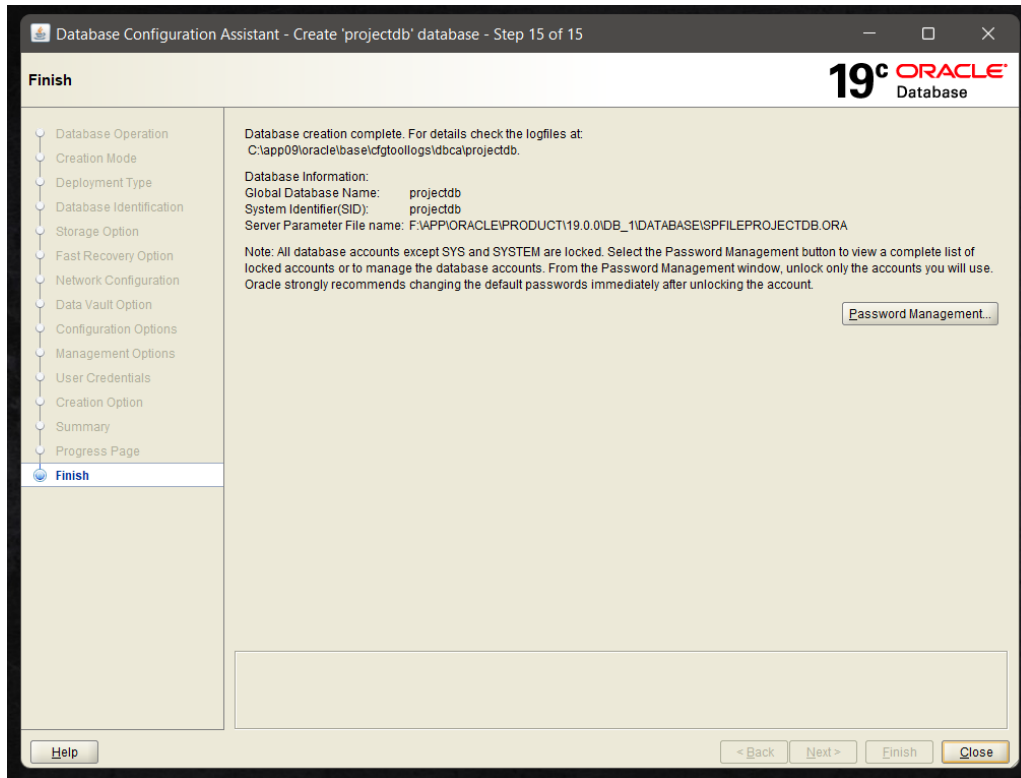 Database Configuration Assistant - Create 'projectdb' database - Step 15 of 15
Finish
19c ORACLE
Database
Database Operation
Creation Mode
Deployment Type
Database Identification
Storage Option
Fast Recovery Option
Network Configuration
Data Vault Option
Configuration Options
Management Options
User Credentials
Creation Option
Summary
Progress Page
Finish
Database creation complete. For details check the logfiles at:
C:\app09\oracle\base\cfgtoollogs\dbca\projectdb.
Database Information:
Global Database Name: projectdb
System Identifier(SID): projectdb
Server Parameter File name: F:\APP\ORACLE\PRODUCT\19.0.0\DB_1\DATABASE\SPFILEPROJECTDB.ORA
Note: All database accounts except SYS and SYSTEM are locked. Select the Password Management button to view a complete list of
locked accounts or to manage the database accounts. From the Password Management window, unlock only the accounts you will use.
Oracle strongly recommends changing the default passwords immediately after unlocking the account.
Password Management...
Help
< Back
Next >
Finish
Close